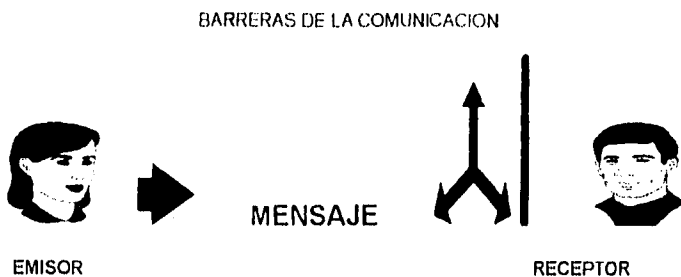 BARRERAS DE LA COMUNICACION
MENSAJE
EMISOR
RECEPTOR